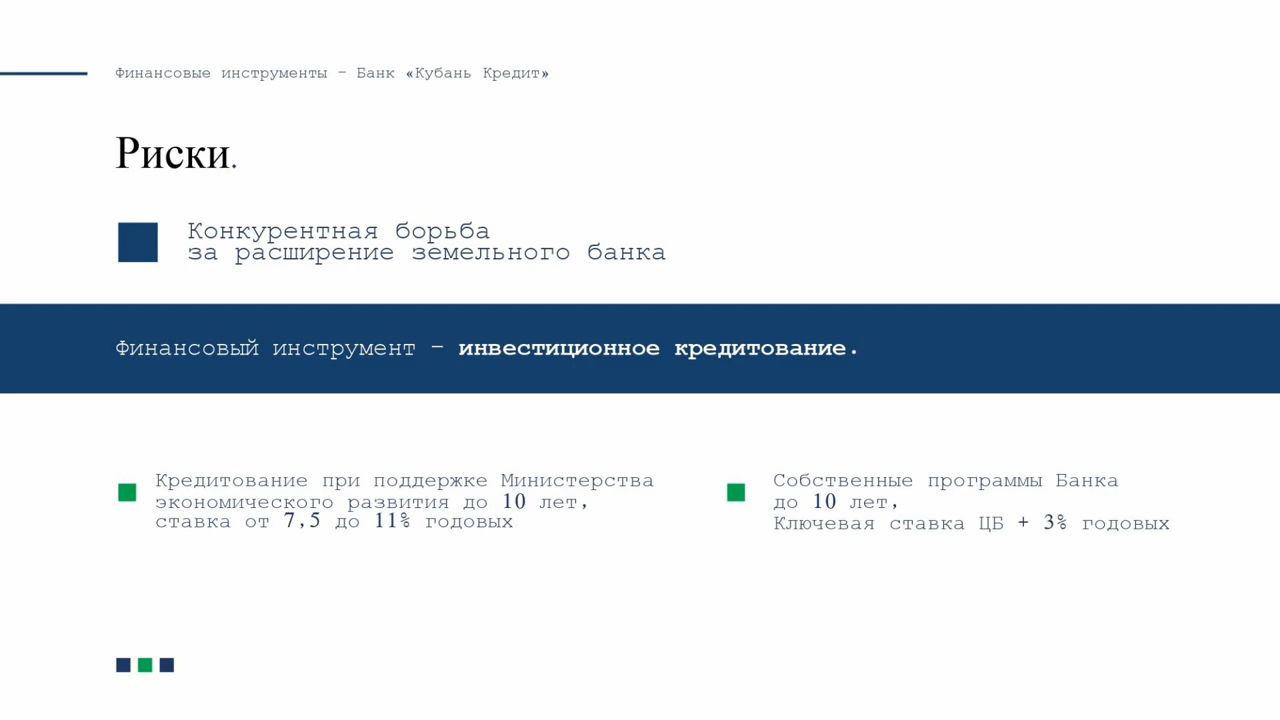 Финансовые инструменты – Банк «Кубань Кредит»
Риски.
Конкурентная борьба
за расширение земельного банка
Финансовый инструмент – инвестиционное кредитование.
Кредитование при поддержке Министерства
экономического развития до 10 лет,
ставка от 7,5 до 11% годовых
Собственные программы Банка
до 10 лет,
Ключевая ставка ЦБ + 3% годовых